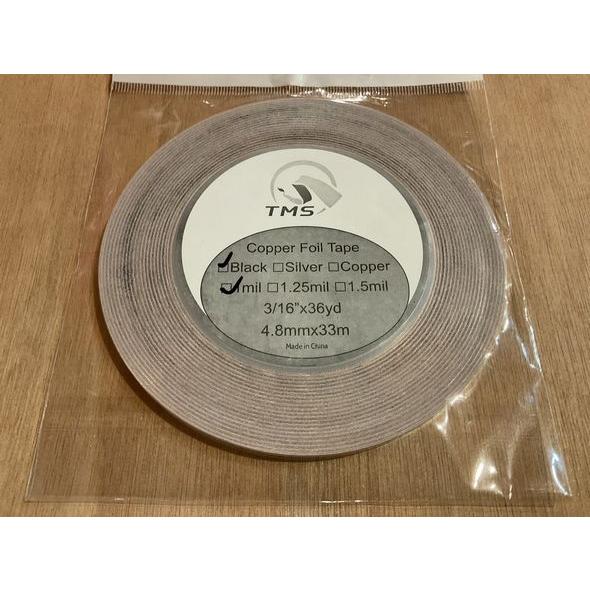 TMS
Copper Foil Tape
☑Black ☐Silver ☐Copper
☑1mil ☐1.25mil ☐1.5mil
3/16"x36yd
4.8mmx33m
Made in China